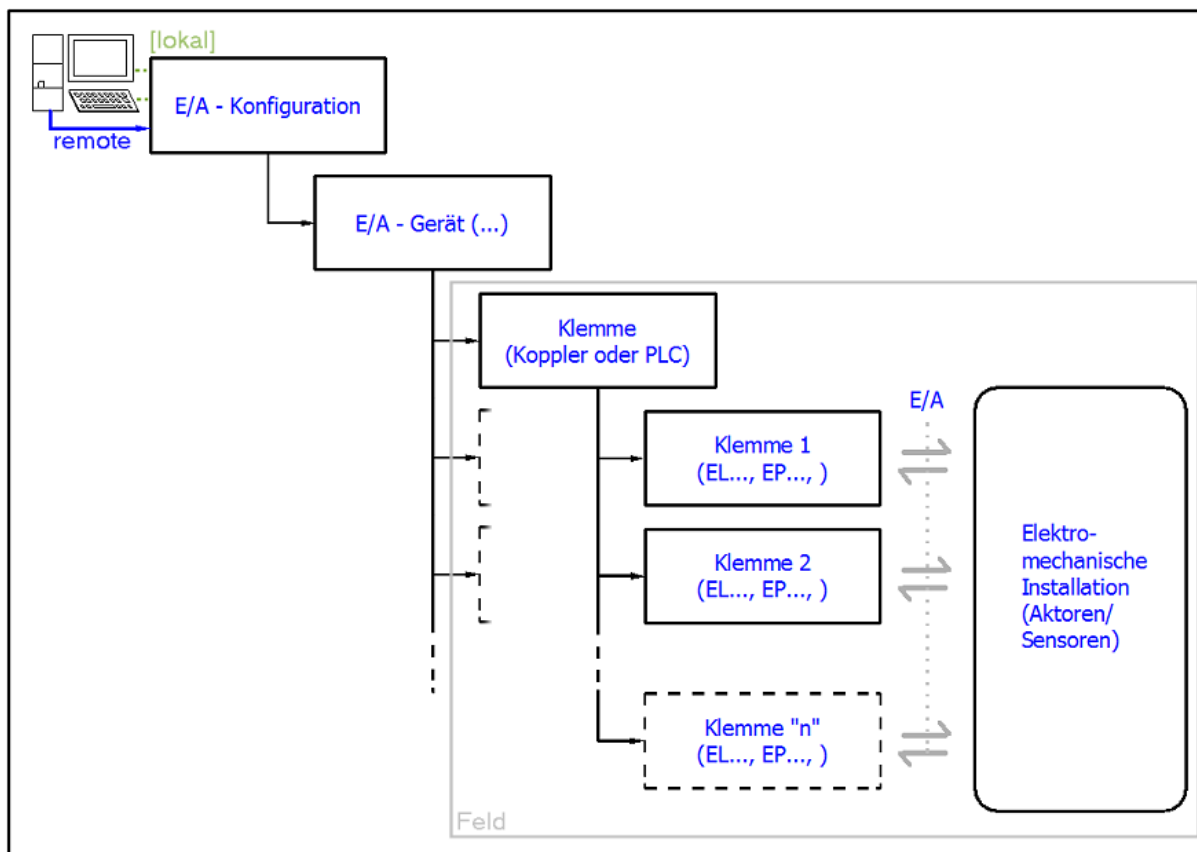 [lokal]
E/A - Konfiguration
remote
E/A - Gerät (...)
Klemme
(Koppler oder PLC)
E/A
Klemme 1
(EL..., EP..., )
Klemme 2
(EL..., EP..., )
Elektro-
mechanische
Installation
(Aktoren/
Sensoren)
Klemme "n"
(EL..., EP..., )
Feld